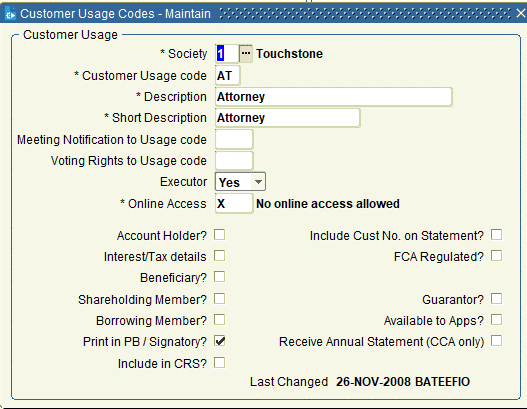 Customer Usage Codes - Maintain
Customer Usage
* Society 1 ... Touchstone
* Customer Usage code AT
* Description Attorney
* Short Description Attorney
Meeting Notification to Usage code
Voting Rights to Usage code
Executor Yes
* Online Access X No online access allowed
Account Holder? Include Cust No. on Statement?
Interest/Tax details FCA Regulated?
Beneficiary?
Shareholding Member? Guarantor?
Borrowing Member? Available to Apps?
Print in PB / Signatory? Receive Annual Statement (CCA only)
Include in CRS?
Last Changed 26-NOV-2008 BATEEFIO